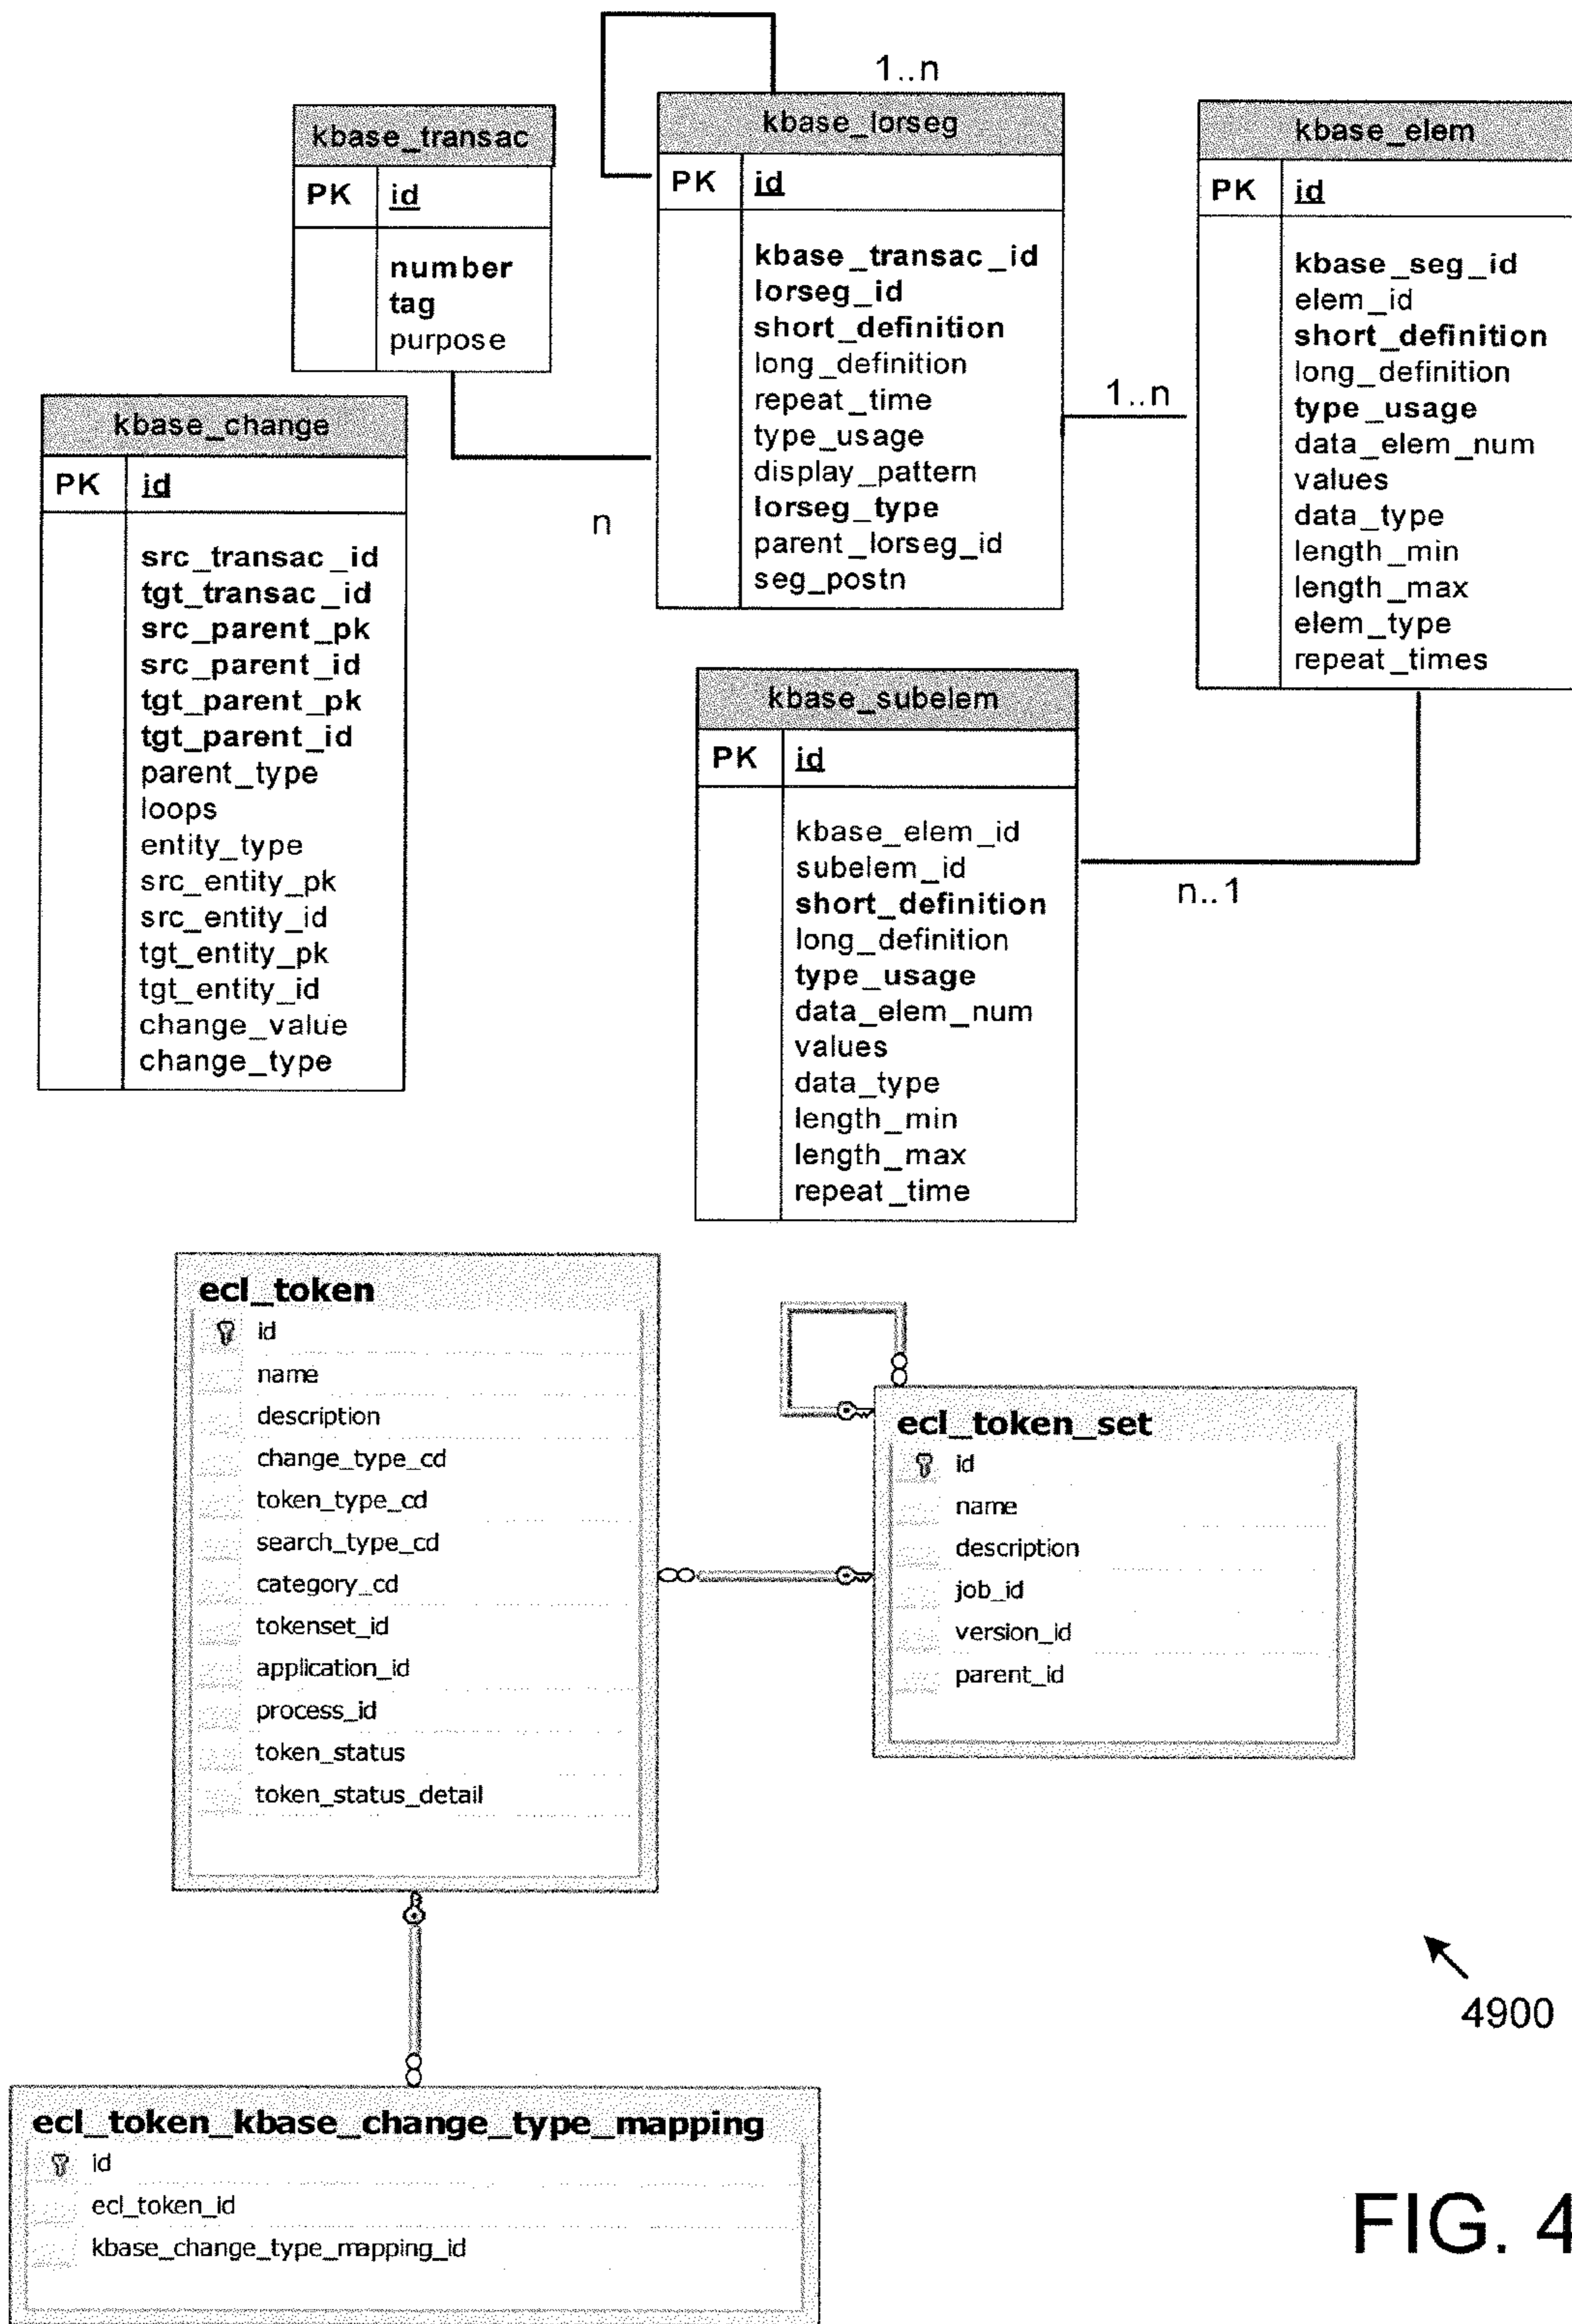 1..n
kbase_transac
PK id
number
tag
purpose
kbase_lorseg
PK id
kbase_transac_id
lorseg_id
short_definition
long_definition
repeat_time
type_usage
display_pattern
lorseg_type
parent_lorseg_id
seg_postn
kbase_elem
PK id
kbase_seg_id
elem_id
short_definition
long_definition
type_usage
data_elem_num
values
data_type
length_min
length_max
elem_type
repeat_times
1..n
n
kbase_change
PK id
src_transac_id
tgt_transac_id
src_parent_pk
src_parent_id
tgt_parent_pk
tgt_parent_id
parent_type
loops
entity_type
src_entity_pk
src_entity_id
tgt_entity_pk
tgt_entity_id
change_value
change_type
kbase_subelem
PK id
kbase_elem_id
subelem_id
short_definition
long_definition
type_usage
data_elem_num
values
data_type
length_min
length_max
repeat_time
n..1
ecl_token
id
name
description
change_type_cd
token_type_cd
search_type_cd
category_cd
tokenset_id
application_id
process_id
token_status
token_status_detail
ecl_token_set
id
name
description
job_id
version_id
parent_id
4900
ecl_token_kbase_change_type_mapping
id
ecl_token_id
kbase_change_type_mapping_id
FIG. 4